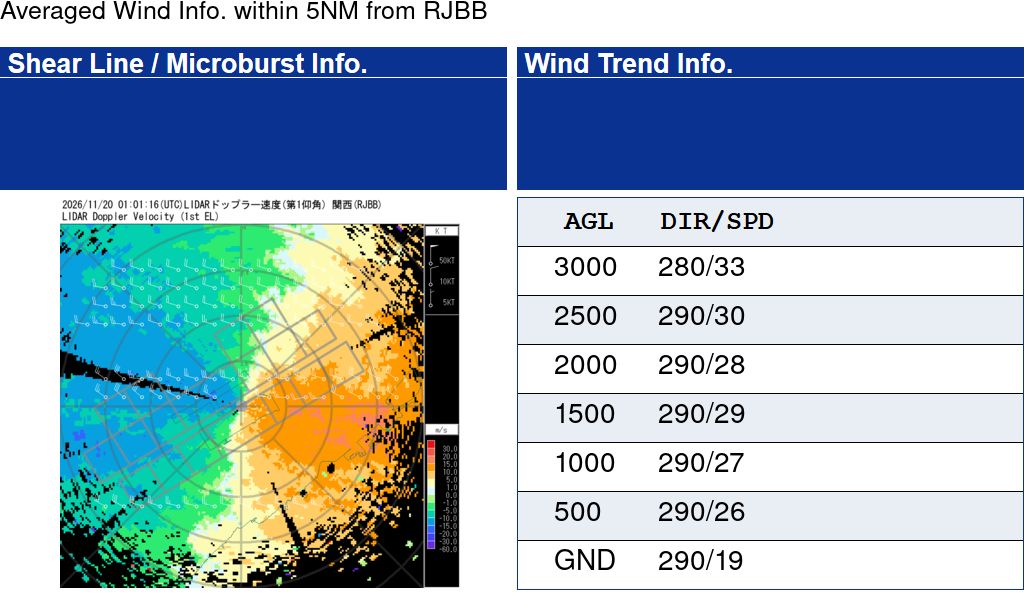 Averaged Wind Info. within 5NM from RJBB
Shear Line / Microburst Info.
Wind Trend Info.
2026/11/20 01:01:16(UTC)LIDARドップラー速度(第1仰角) 関西(RJBB)
LIDAR Doppler Velocity (1st EL)
KT
50KT
10KT
5KT
m/s
30.0
20.0
15.0
10.0
5.0
1.0
0.0
-1.0
-5.0
-10.0
-15.0
-20.0
-30.0
-60.0
AGL DIR/SPD
3000 280/33
2500 290/30
2000 290/28
1500 290/29
1000 290/27
500 290/26
GND 290/19